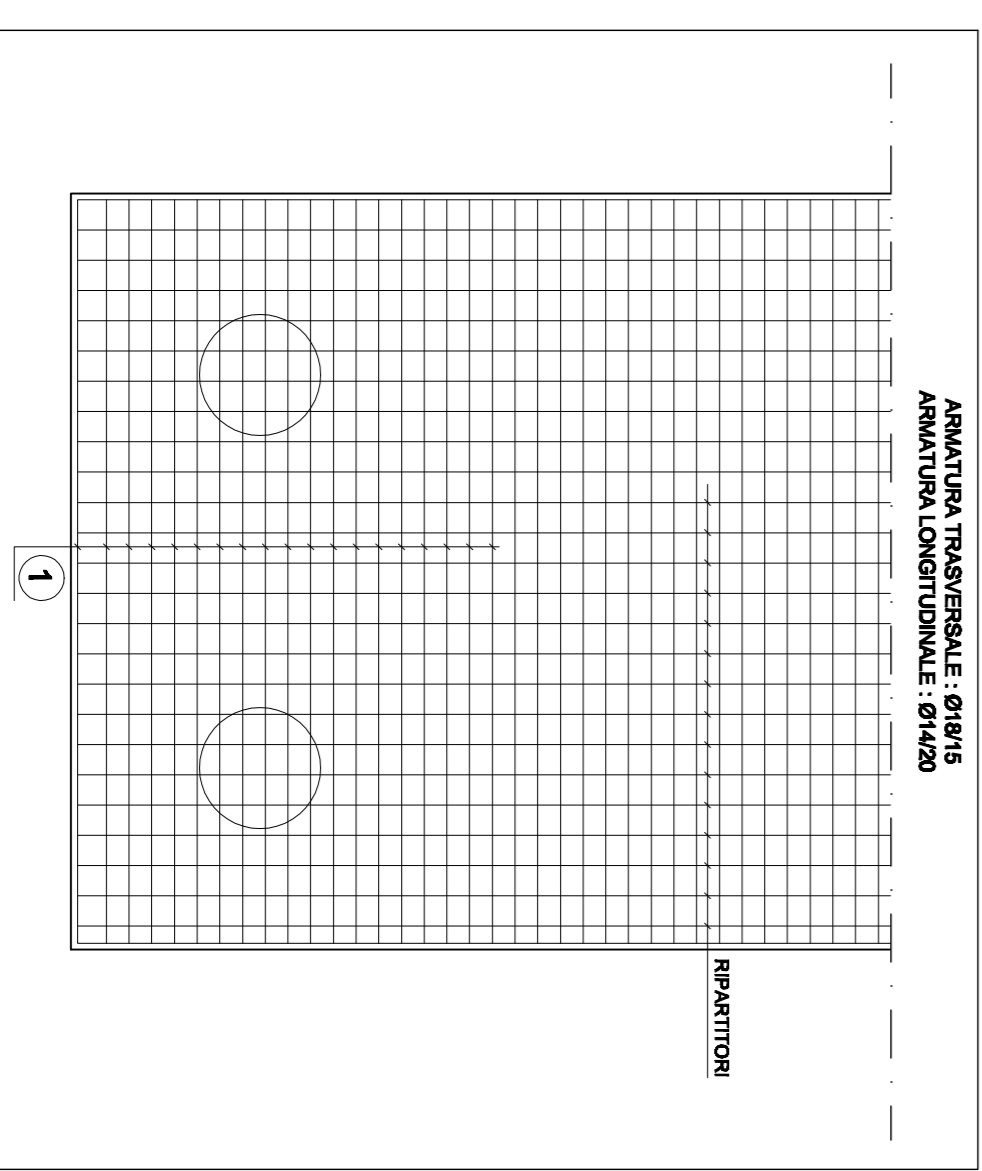 ARMATURA TRASVERSALE : Ø18/15
ARMATURA LONGITUDINALE : Ø14/20
RIPARTITORI
1